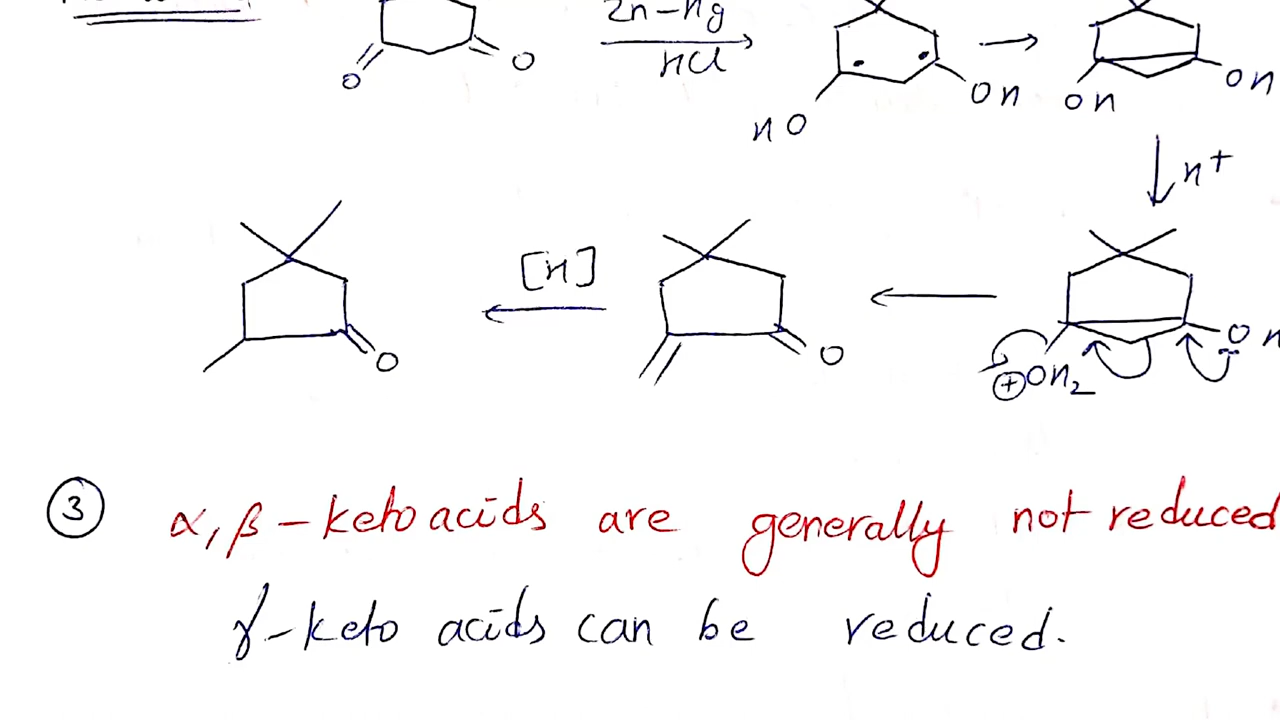 Zn-Hg
HCl
O
O
HO
OH
OH
OH
H+
[H]
O
O
OH
⊕OH2
③ α, β - keto acids are generally not reduced
γ - keto acids can be reduced.